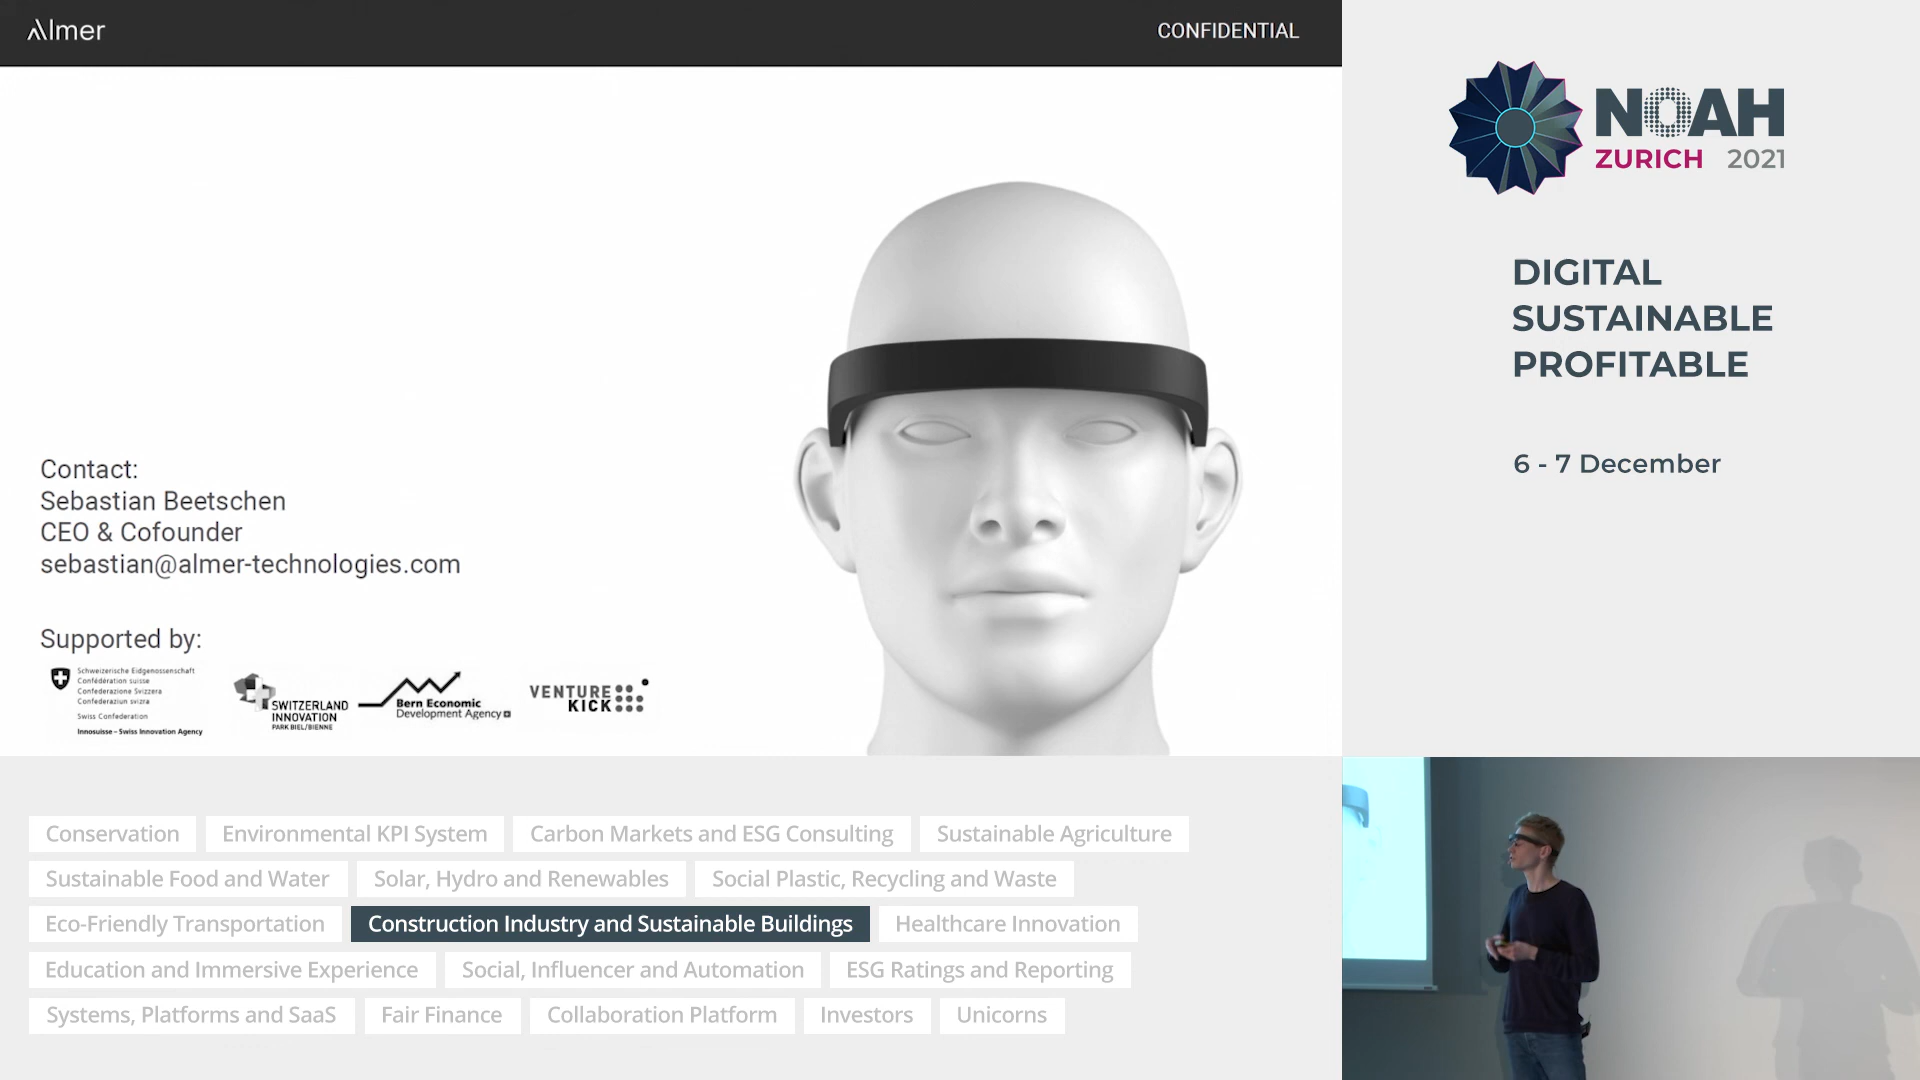 Almer
CONFIDENTIAL
Contact:
Sebastian Beetschen
CEO & Cofounder
sebastian@almer-technologies.com
Supported by:
Schweizerische Eidgenossenschaft
Confédération suisse
Confederazione Svizzera
Confederaziun svizra
Swiss Confederation
Innosuisse – Swiss Innovation Agency
SWITZERLAND
INNOVATION
PARK BIEL/BIENNE
Bern Economic
Development Agency
VENTURE
KICK
NOAH
ZURICH 2021
DIGITAL
SUSTAINABLE
PROFITABLE
6 - 7 December
Conservation
Environmental KPI System
Carbon Markets and ESG Consulting
Sustainable Agriculture
Sustainable Food and Water
Solar, Hydro and Renewables
Social Plastic, Recycling and Waste
Eco-Friendly Transportation
Construction Industry and Sustainable Buildings
Healthcare Innovation
Education and Immersive Experience
Social, Influencer and Automation
ESG Ratings and Reporting
Systems, Platforms and SaaS
Fair Finance
Collaboration Platform
Investors
Unicorns